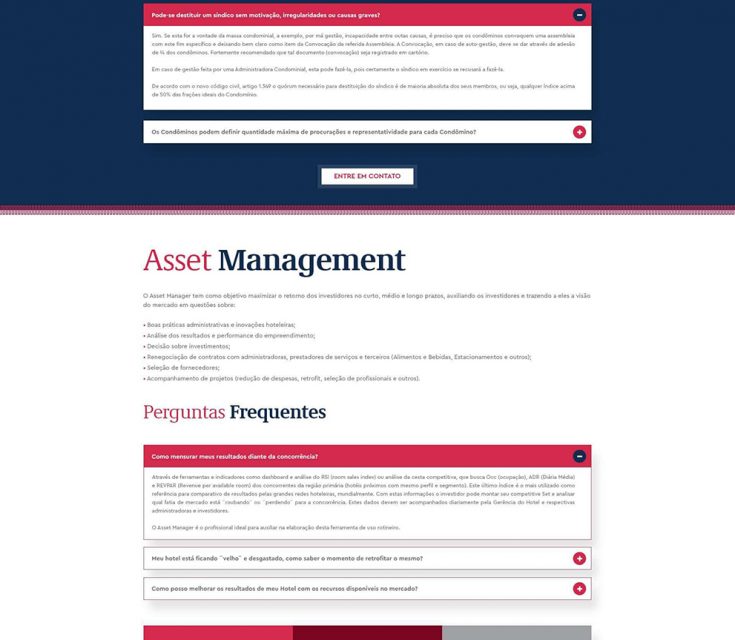 Pode-se destituir um síndico sem motivação, irregularidades ou causas graves?
Sim. Se esta for a vontade da massa condominial, a exemplo, por má gestão, incapacidade entre outas causas, é preciso que os condôminos convoquem uma assembleia
com este fim específico e deixando bem claro como item da Convocação da referida Assembleia. A Convocação, em caso de auto-gestão, deve se dar através de adesão
de ¼ dos condôminos. Fortemente recomendado que tal documento (convocação) seja registrado em cartório.
Em caso de gestão feita por uma Administradora Condominial, esta pode fazê-la, pois certamente o síndico em exercício se recusará a fazê-la.
De acordo com o novo código civil, artigo 1.349 o quórum necessário para destituição do síndico é de maioria absoluta dos seus membros, ou seja, qualquer índice acima
de 50% das frações ideais do Condomínio.
Os Condôminos podem definir quantidade máxima de procurações e representatividade para cada Condômino?
ENTRE EM CONTATO
Asset Management
O Asset Manager tem como objetivo maximizar o retorno dos investidores no curto, médio e longo prazos, auxiliando os investidores e trazendo a eles a visão
do mercado em questões sobre:
• Boas práticas administrativas e inovações hoteleiras;
• Análise dos resultados e performance do empreendimento;
• Decisão sobre investimentos;
• Renegociação de contratos com administradoras, prestadores de serviços e terceiros (Alimentos e Bebidas, Estacionamentos e outros);
• Seleção de fornecedores;
• Acompanhamento de projetos (redução de despesas, retrofit, seleção de profissionais e outros).
Perguntas Frequentes
Como mensurar meus resultados diante da concorrência?
Através de ferramentas e indicadores como dashboard e análise do RSI (room sales index) ou análise da cesta competitiva, que busca Occ (ocupação), ADR (Diária Média)
e REVPAR (Revenue per available room) dos concorrentes da região primária (hotéis próximos com mesmo perfil e segmento). Este último índice é o mais utilizado como
referência para comparativo de resultados pelas grandes redes hoteleiras, mundialmente. Com estas informações o investidor pode montar seu competitive Set e analisar
qual fatia de mercado está ¨roubando¨ ou ¨perdendo¨ para a concorrência. Estes dados devem ser acompanhados diariamente pela Gerência do Hotel e respectivas
administradoras e investidores.
O Asset Manager é o profissional ideal para auxiliar na elaboração desta ferramenta de uso rotineiro.
Meu hotel está ficando ¨velho¨ e desgastado, como saber o momento de retrofitar o mesmo?
Como posso melhorar os resultados de meu Hotel com os recursos disponíveis no mercado?